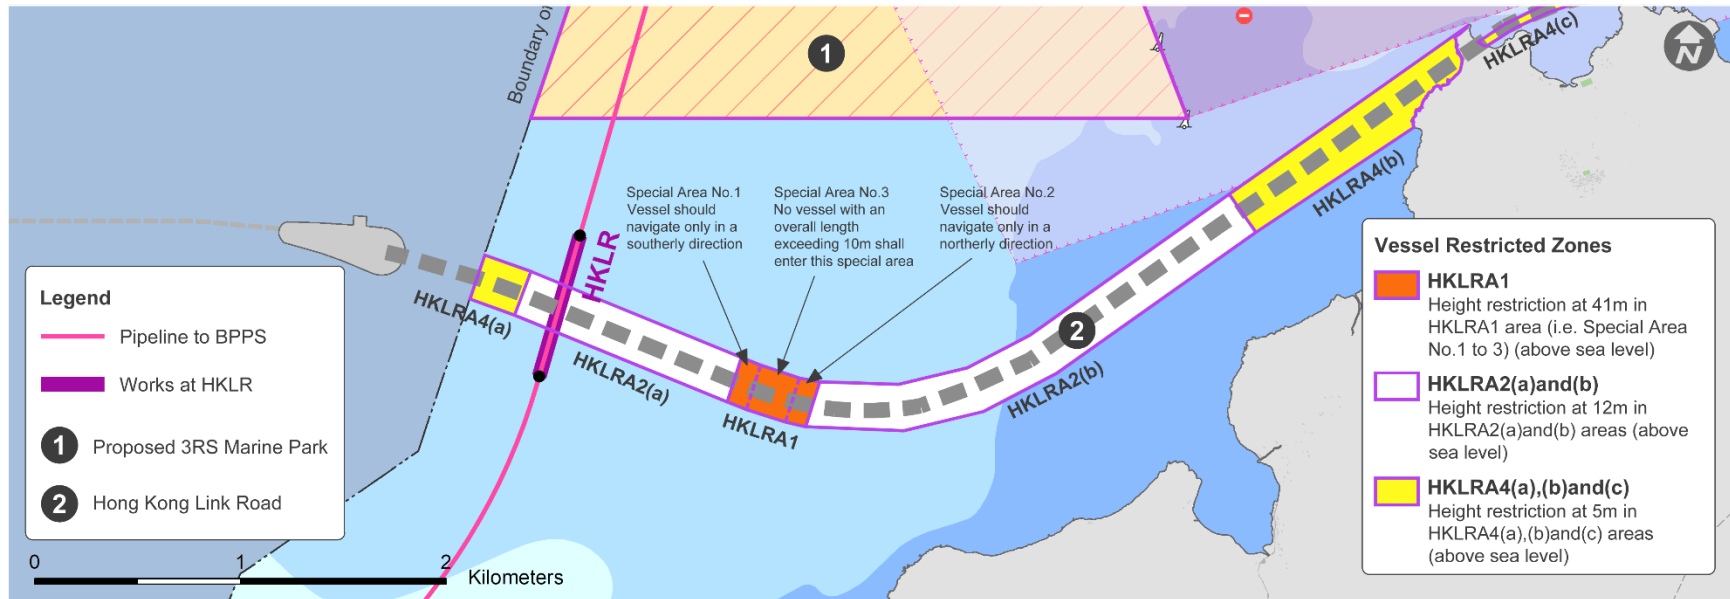 Boundary of
1
HKLRA4(c)
N
Special Area No.1
Vessel should
navigate only in a
southerly direction
Special Area No.3
No vessel with an
overall length
exceeding 10m shall
enter this special area
Special Area No.2
Vessel should
navigate only in a
northerly direction
HKLRA4(b)
HKLR
HKLRA4(a)
HKLRA2(a)
HKLRA1
2
HKLRA2(b)
Legend
Pipeline to BPPS
Works at HKLR
1 Proposed 3RS Marine Park
2 Hong Kong Link Road
0 1 2
Kilometers
Vessel Restricted Zones
HKLRA1
Height restriction at 41m in
HKLRA1 area (i.e. Special Area
No.1 to 3) (above sea level)
HKLRA2(a)and(b)
Height restriction at 12m in
HKLRA2(a)and(b) areas (above
sea level)
HKLRA4(a),(b)and(c)
Height restriction at 5m in
HKLRA4(a),(b)and(c) areas
(above sea level)